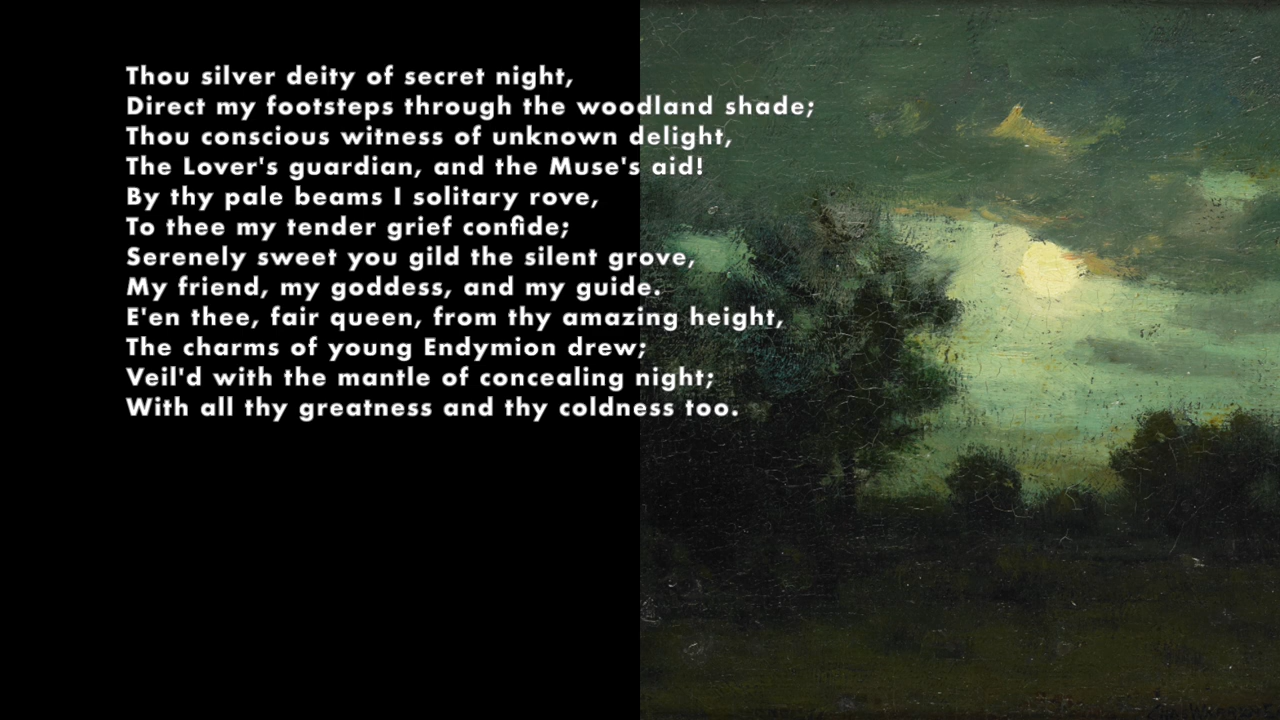 Thou silver deity of secret night,
Direct my footsteps through the woodland shade;
Thou conscious witness of unknown delight,
The Lover's guardian, and the Muse's aid!
By thy pale beams I solitary rove,
To thee my tender grief confide;
Serenely sweet you gild the silent grove,
My friend, my goddess, and my guide.
E'en thee, fair queen, from thy amazing height,
The charms of young Endymion drew;
Veil'd with the mantle of concealing night;
With all thy greatness and thy coldness too.